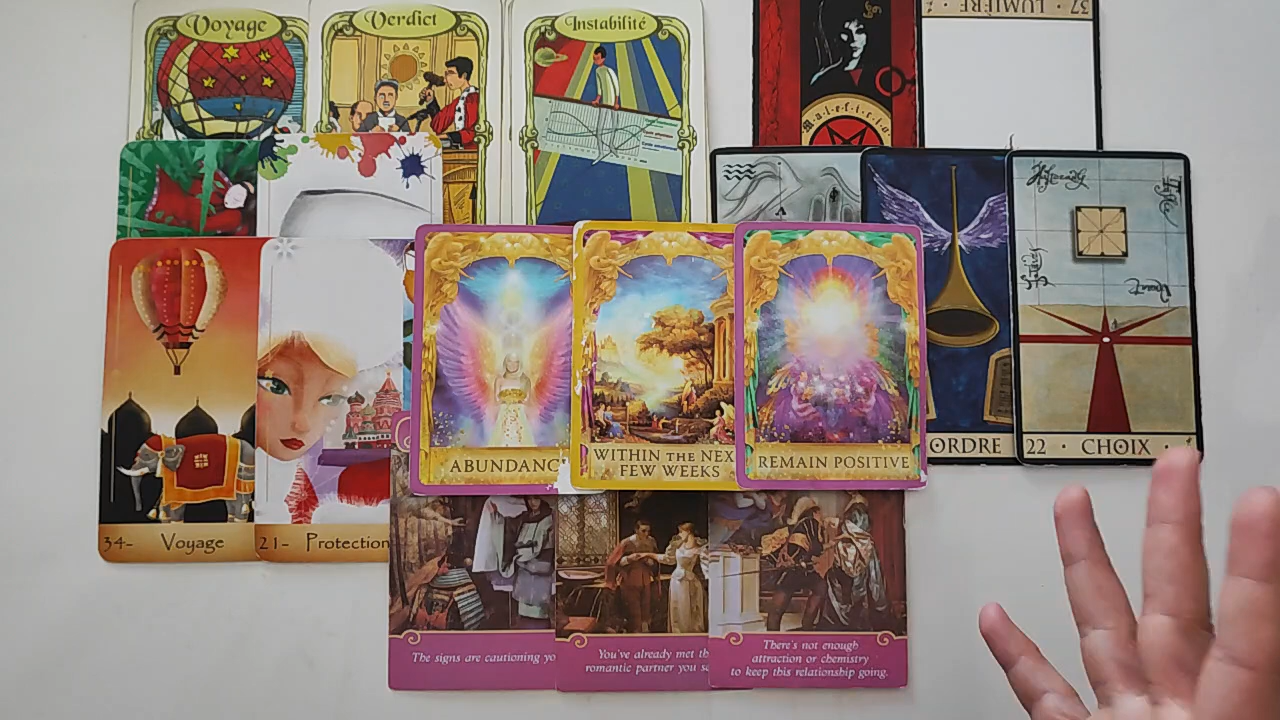 Voyage
Verdict
Instabilité
Maleficia
37 · LUMIÈRE
ORDRE
22 · CHOIX ·
ABUNDANC
WITHIN THE NEX
FEW WEEKS
REMAIN POSITIVE
34- Voyage
21- Protection
The signs are cautioning yo
You've already met th
romantic partner you s
There's not enough
attraction or chemistry
to keep this relationship going.